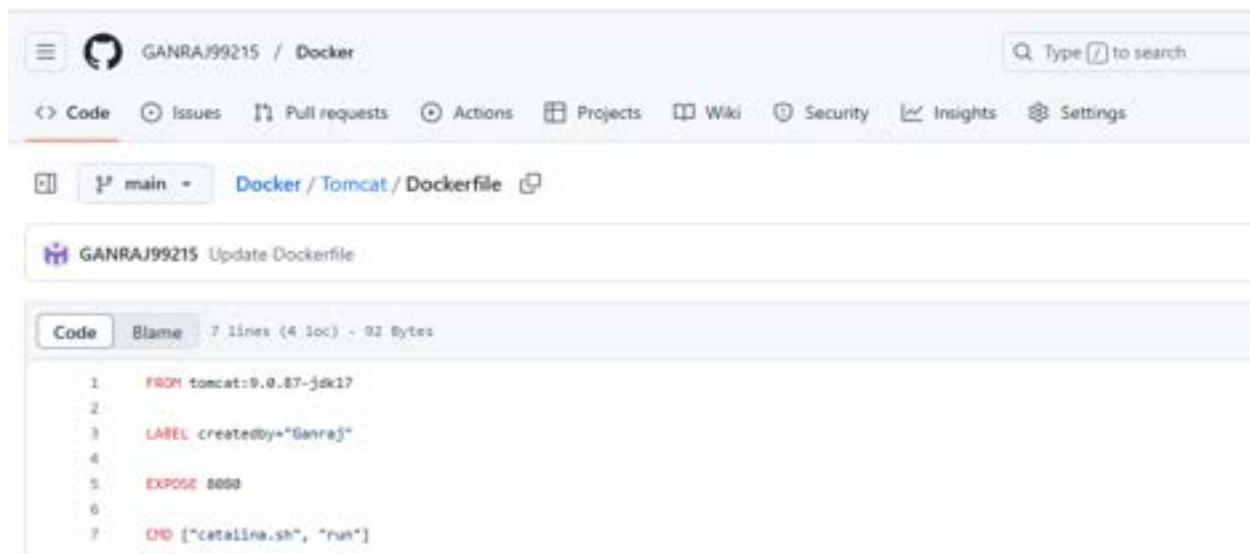 GANRAJ99215 / Docker
Type / to search
Code Issues Pull requests Actions Projects Wiki Security Insights Settings
main Docker / Tomcat / Dockerfile
GANRAJ99215 Update Dockerfile
Code Blame 7 lines (4 loc) - 92 Bytes
1 FROM tomcat:9.0.87-jdk17
2
3 LABEL createdby="Ganraj"
4
5 EXPOSE 8080
6
7 CMD ["catalina.sh", "run"]